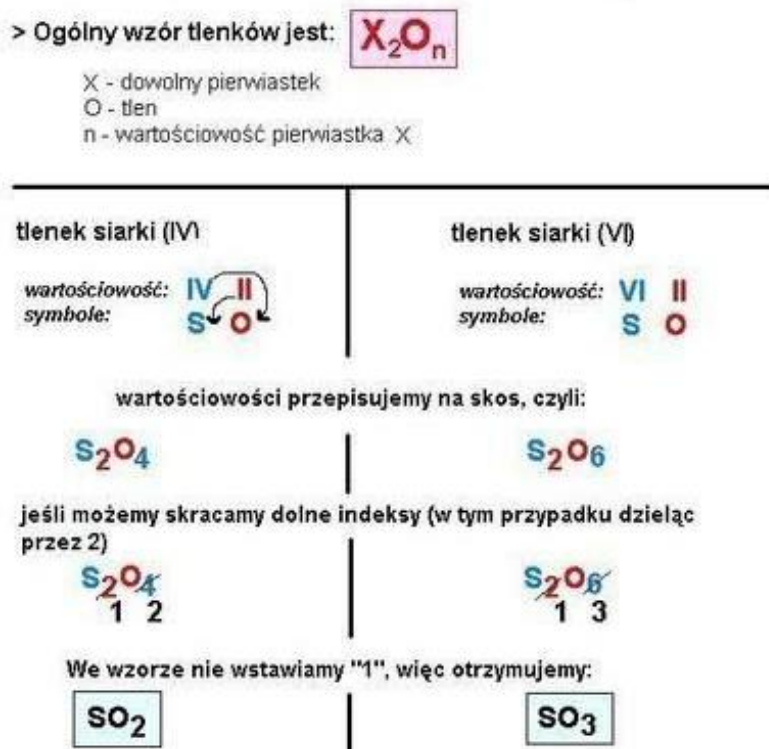 > Ogólny wzór tlenków jest: X₂Oₙ
X - dowolny pierwiastek
O - tlen
n - wartościowość pierwiastka X
tlenek siarki (IV) tlenek siarki (VI)
wartościowość: IV II wartościowość: VI II
symbole: S O symbole: S O
wartościowości przepisujemy na skos, czyli:
S₂O₄ S₂O₆
jeśli możemy skracamy dolne indeksy (w tym przypadku dzieląc
przez 2)
S₂O₄ S₂O₆
1 2 1 3
We wzorze nie wstawiamy "1", więc otrzymujemy:
SO₂ SO₃